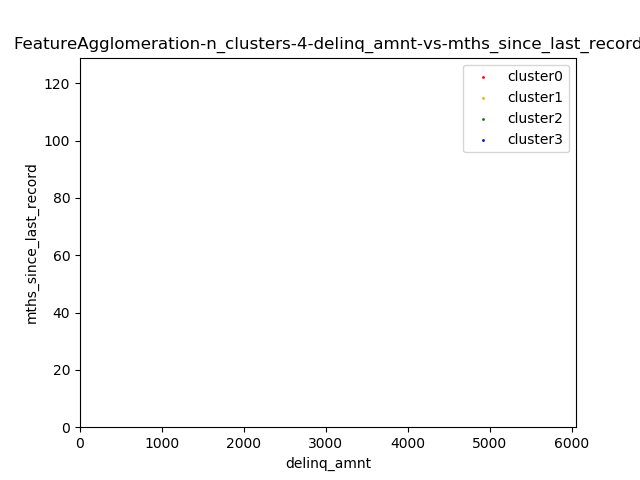 FeatureAgglomeration-n_clusters-4-delinq_amnt-vs-mths_since_last_record
cluster0
cluster1
cluster2
cluster3
120
100
80
60
40
20
0
mths_since_last_record
0 1000 2000 3000 4000 5000 6000
delinq_amnt